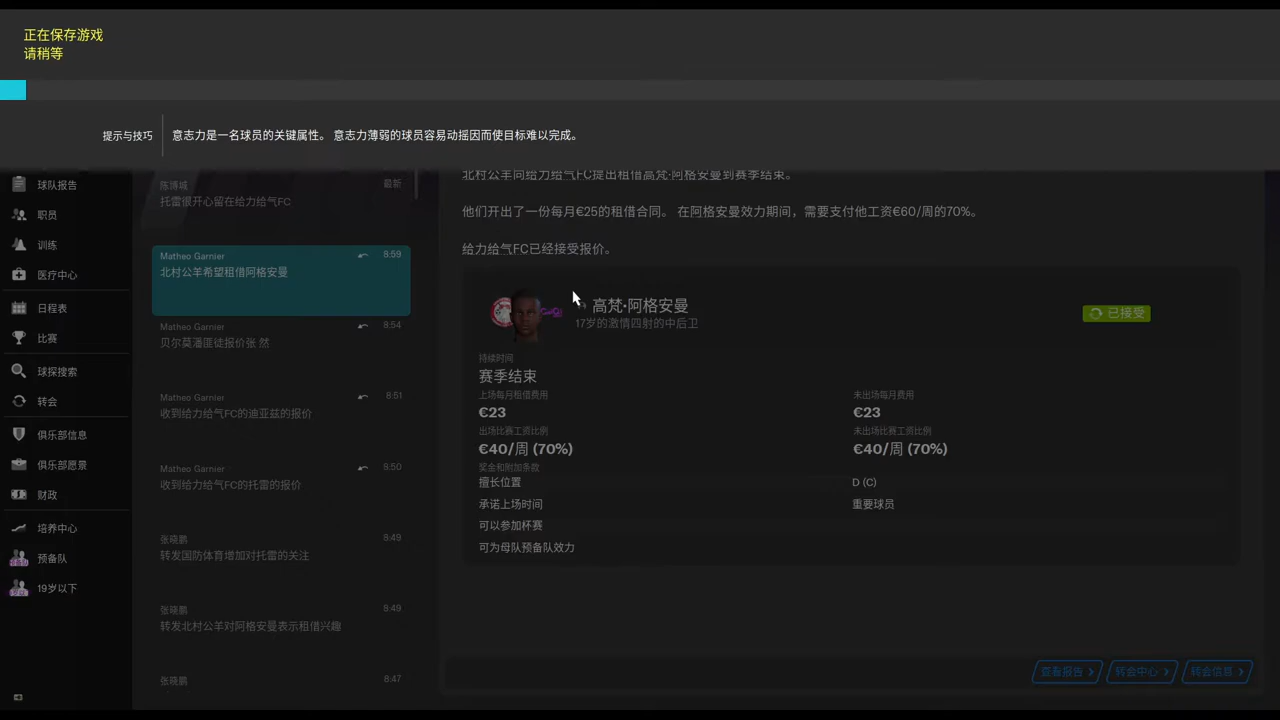 正在保存游戏
请稍等
提示与技巧
意志力是一名球员的关键属性。 意志力薄弱的球员容易动摇因而使目标难以完成。
球队报告
职员
训练
医疗中心
日程表
比赛
球探搜索
转会
俱乐部信息
俱乐部愿景
财政
培养中心
预备队
19岁以下
陈博城
最新
托雷很开心留在给力给气FC
Matheo Garnier
8:59
北村公羊希望租借阿格安曼
Matheo Garnier
8:54
贝尔莫潘匪徒报价张 然
Matheo Garnier
8:51
收到给力给气FC的迪亚兹的报价
Matheo Garnier
8:50
收到给力给气FC的托雷的报价
张晓鹏
8:49
转发国防体育增加对托雷的关注
张晓鹏
8:49
转发北村公羊对阿格安曼表示租借兴趣
张晓鹏
8:47
北村公羊向给力给气FC提出租借高梵·阿格安曼到赛季结束。
他们开出了一份每月€25的租借合同。 在阿格安曼效力期间，需要支付他工资€60/周的70%。
给力给气FC已经接受报价。
高梵·阿格安曼
17岁的激情四射的中后卫
已接受
持续时间
赛季结束
上场每月租借费用
未出场每月费用
€23
€23
出场比赛工资比例
未出场比赛工资比例
€40/周 (70%)
€40/周 (70%)
奖金和附加条款
擅长位置
D (C)
承诺上场时间
重要球员
可以参加杯赛
可为母队预备队效力
查看报告
转会中心
转会信息